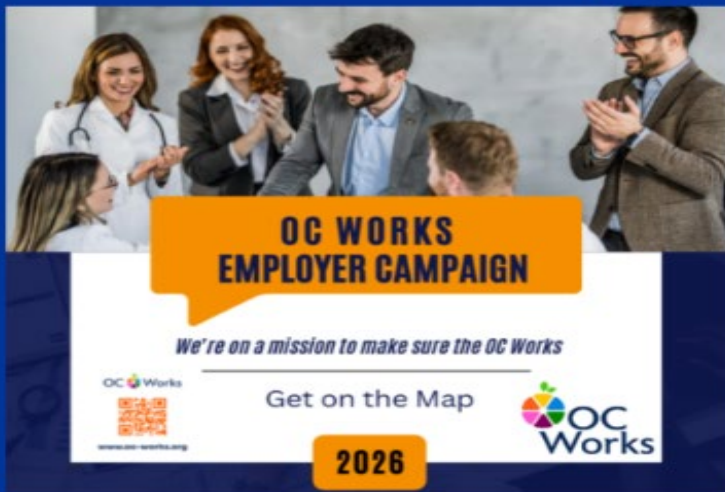 OC WORKS
EMPLOYER CAMPAIGN
We're on a mission to make sure the OC Works
OC Works
Get on the Map
www.oc-works.org
OC
Works
2026